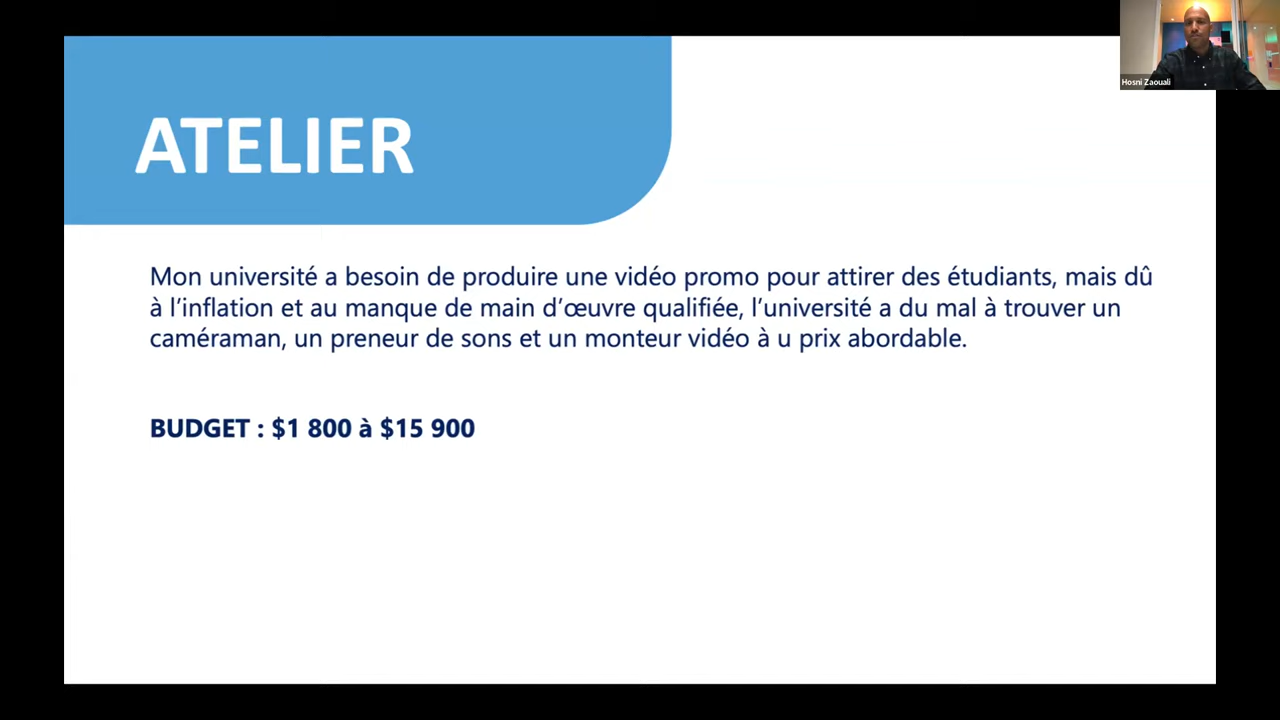 Hosni Zaouali
ATELIER
Mon université a besoin de produire une vidéo promo pour attirer des étudiants, mais dû
à l’inflation et au manque de main d’œuvre qualifiée, l’université a du mal à trouver un
caméraman, un preneur de sons et un monteur vidéo à u prix abordable.
BUDGET : $1 800 à $15 900